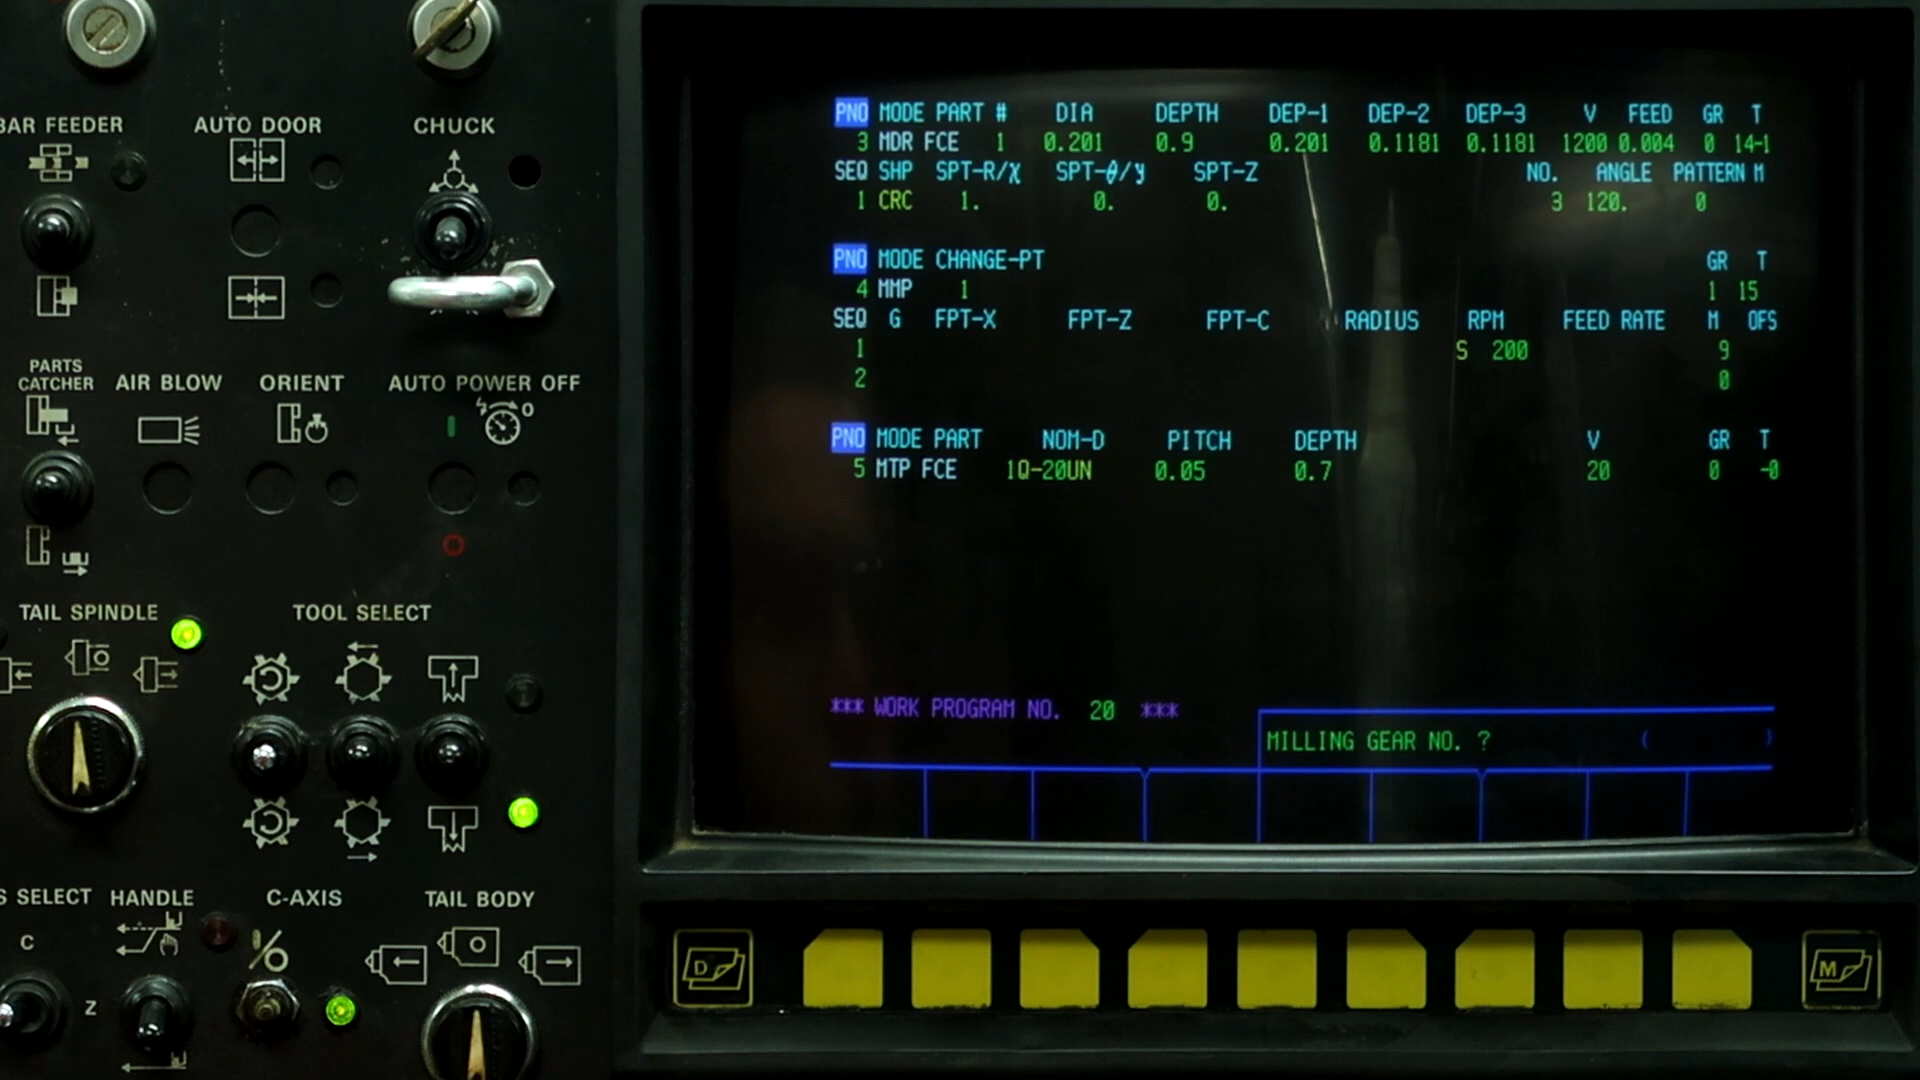 BAR FEEDER AUTO DOOR CHUCK
PARTS CATCHER AIR BLOW ORIENT AUTO POWER OFF
O
TAIL SPINDLE TOOL SELECT
S SELECT HANDLE C-AXIS TAIL BODY
C
Z
PNO MODE PART # DIA DEPTH DEP-1 DEP-2 DEP-3 V FEED GR T
3 MDR FCE 1 0.201 0.9 0.201 0.1181 0.1181 1200 0.004 0 14-1
SEQ SHP SPT-R/X SPT-θ/y SPT-Z NO. ANGLE PATTERN M
1 CRC 1. 0. 0. 3 120. 0
PNO MODE CHANGE-PT GR T
4 MMP 1 1 15
SEQ G FPT-X FPT-Z FPT-C RADIUS RPM FEED RATE M OFS
1 S 200 9
2 0
PNO MODE PART NOM-D PITCH DEPTH V GR T
5 MTP FCE 1Q-20UN 0.05 0.7 20 0 -0
*** WORK PROGRAM NO. 20 ***
MILLING GEAR NO. ? ( )
D M